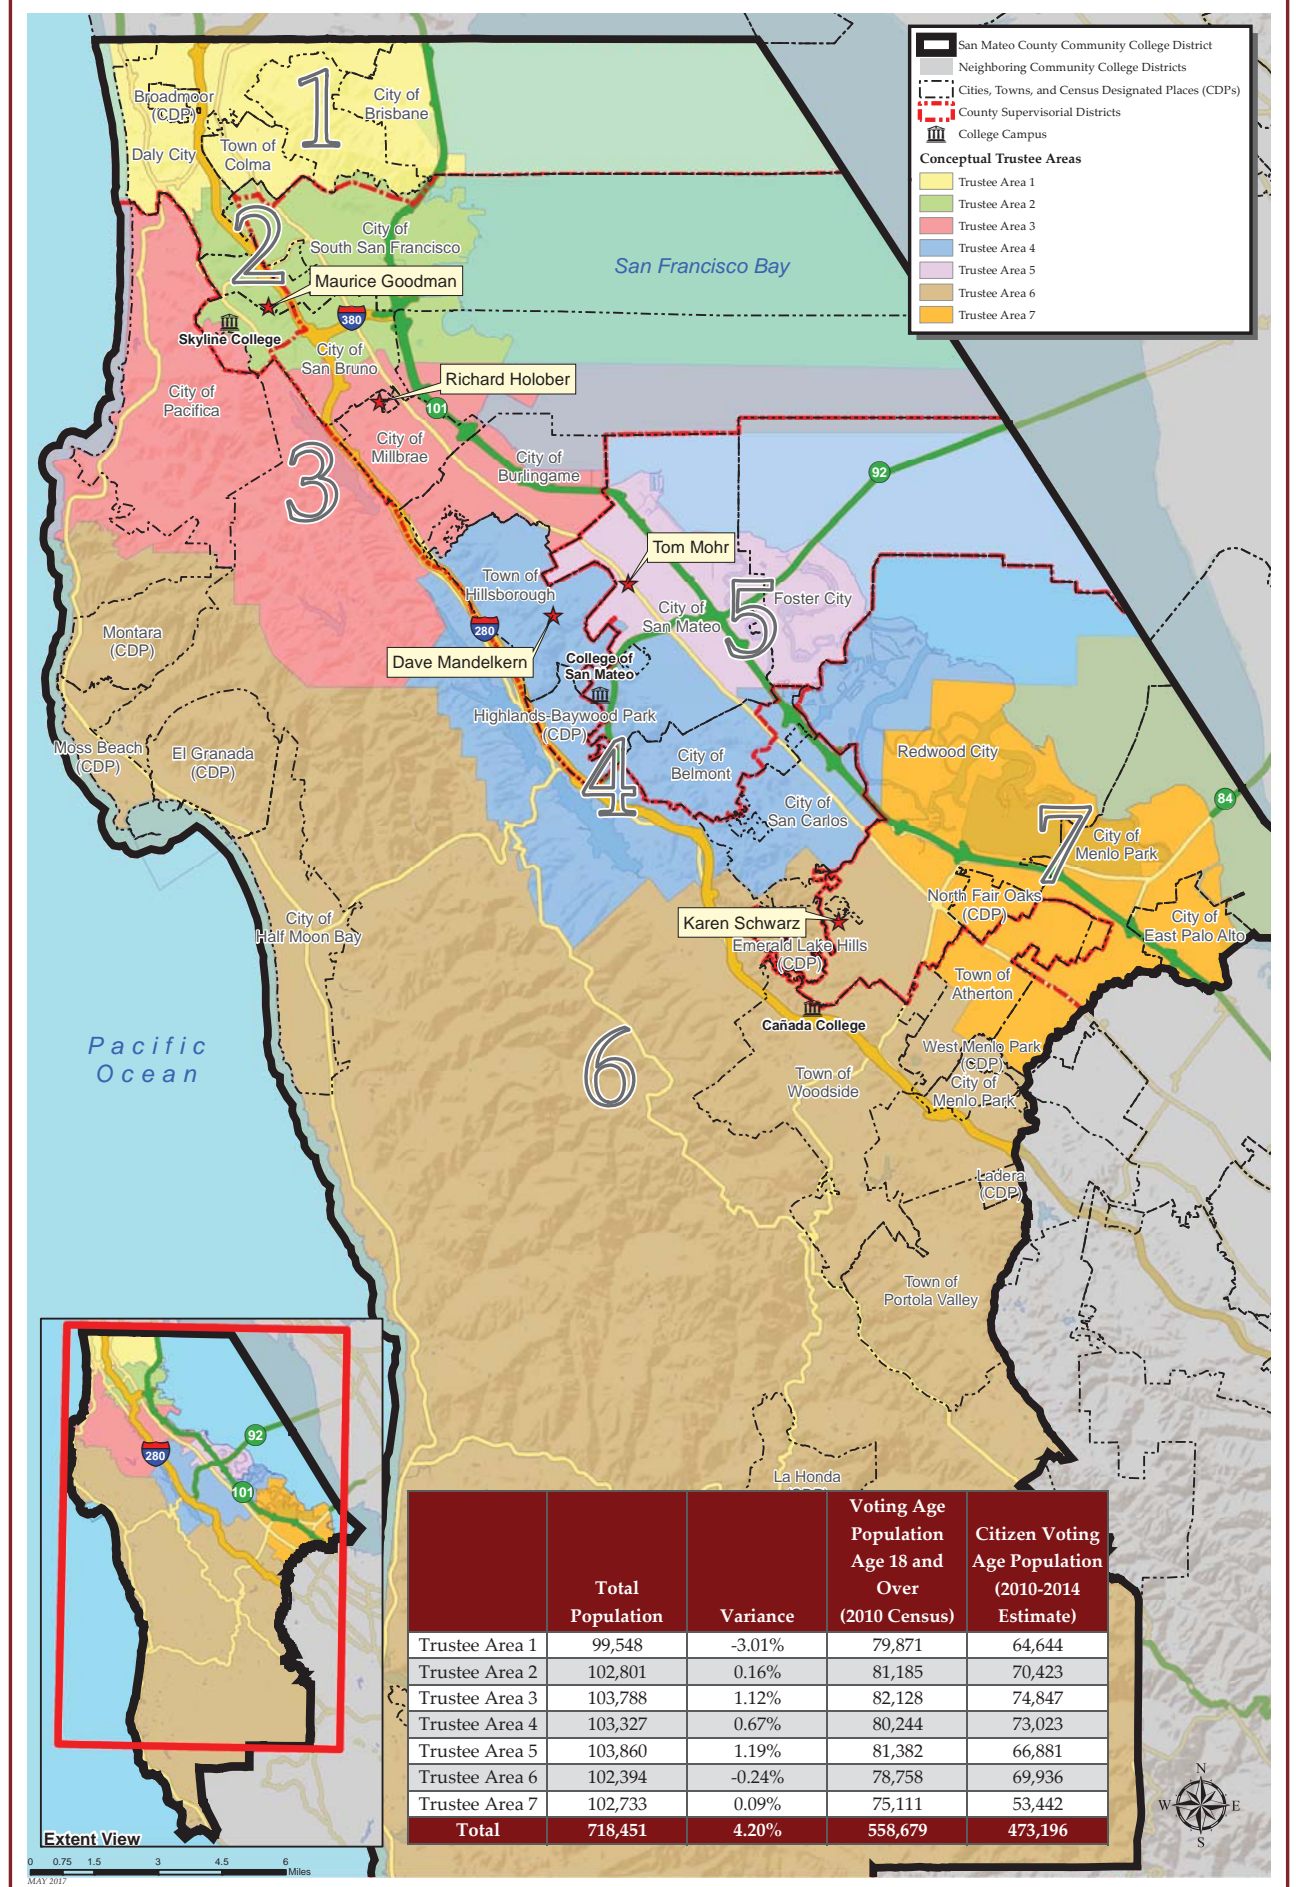 San Mateo County Community College District
Neighboring Community College Districts
Cities, Towns, and Census Designated Places (CDPs)
County Supervisorial Districts
College Campus
Conceptual Trustee Areas
Trustee Area 1
Trustee Area 2
Trustee Area 3
Trustee Area 4
Trustee Area 5
Trustee Area 6
Trustee Area 7
Broadmoor
(CDP)
1
City of
Brisbane
Daly City
Town of
Colma
2
City of
South San Francisco
San Francisco Bay
Maurice Goodman
380
Skyline College
City of
San Bruno
Richard Holober
City of
Pacifica
101
City of
Millbrae
City of
Burlingame
92
3
Tom Mohr
Town of
Hillsborough
City of
San Mateo
5
Foster City
280
Montara
(CDP)
Dave Mandelkern
College of
San Mateo
Highlands-Baywood Park
(CDP)
Moss Beach
(CDP)
El Granada
(CDP)
4
City of
Belmont
Redwood City
City of
San Carlos
84
7
City of
Menlo Park
North Fair Oaks
(CDP)
City of
Half Moon Bay
Karen Schwarz
Emerald Lake Hills
(CDP)
City of
East Palo Alto
Town of
Atherton
Cañada College
Pacific
Ocean
6
West Menlo Park
(CDP)
City of
Menlo Park
Town of
Woodside
Ladera
(CDP)
Town of
Portola Valley
La Honda
92
280
101
Extent View
0 0.75 1.5 3 4.5 6
Miles
MAY 2017
Total Population Variance Voting Age Population Age 18 and Over (2010 Census) Citizen Voting Age Population (2010-2014 Estimate)
Trustee Area 1 99,548 -3.01% 79,871 64,644
Trustee Area 2 102,801 0.16% 81,185 70,423
Trustee Area 3 103,788 1.12% 82,128 74,847
Trustee Area 4 103,327 0.67% 80,244 73,023
Trustee Area 5 103,860 1.19% 81,382 66,881
Trustee Area 6 102,394 -0.24% 78,758 69,936
Trustee Area 7 102,733 0.09% 75,111 53,442
Total 718,451 4.20% 558,679 473,196
N
W E
S